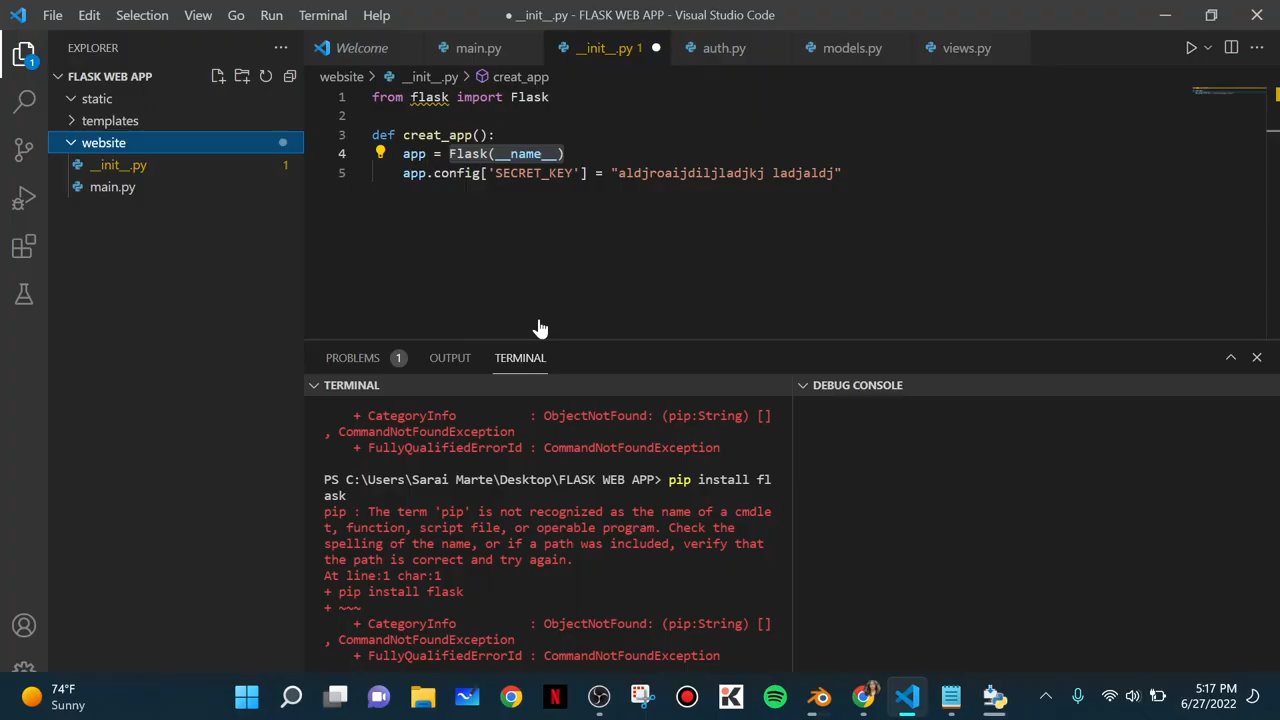 File Edit Selection View Go Run Terminal Help
● __init__.py - FLASK WEB APP - Visual Studio Code
EXPLORER
Welcome
main.py
__init__.py 1
auth.py
models.py
views.py
1
FLASK WEB APP
website > __init__.py > creat_app
static
templates
website
__init__.py 1
main.py
1 from flask import Flask
2
3 def creat_app():
4 app = Flask(__name__)
5 app.config['SECRET_KEY'] = "aldjroaijdiljladjkj ladjaldj"
PROBLEMS 1 OUTPUT TERMINAL
TERMINAL
DEBUG CONSOLE
+ CategoryInfo : ObjectNotFound: (pip:String) []
, CommandNotFoundException
+ FullyQualifiedErrorId : CommandNotFoundException
PS C:\Users\Sarai Marte\Desktop\FLASK WEB APP> pip install fl
ask
pip : The term 'pip' is not recognized as the name of a cmdle
t, function, script file, or operable program. Check the
spelling of the name, or if a path was included, verify that
the path is correct and try again.
At line:1 char:1
+ pip install flask
+ ~~~
+ CategoryInfo : ObjectNotFound: (pip:String) []
, CommandNotFoundException
+ FullyQualifiedErrorId : CommandNotFoundException
74°F
Sunny
5:17 PM
6/27/2022